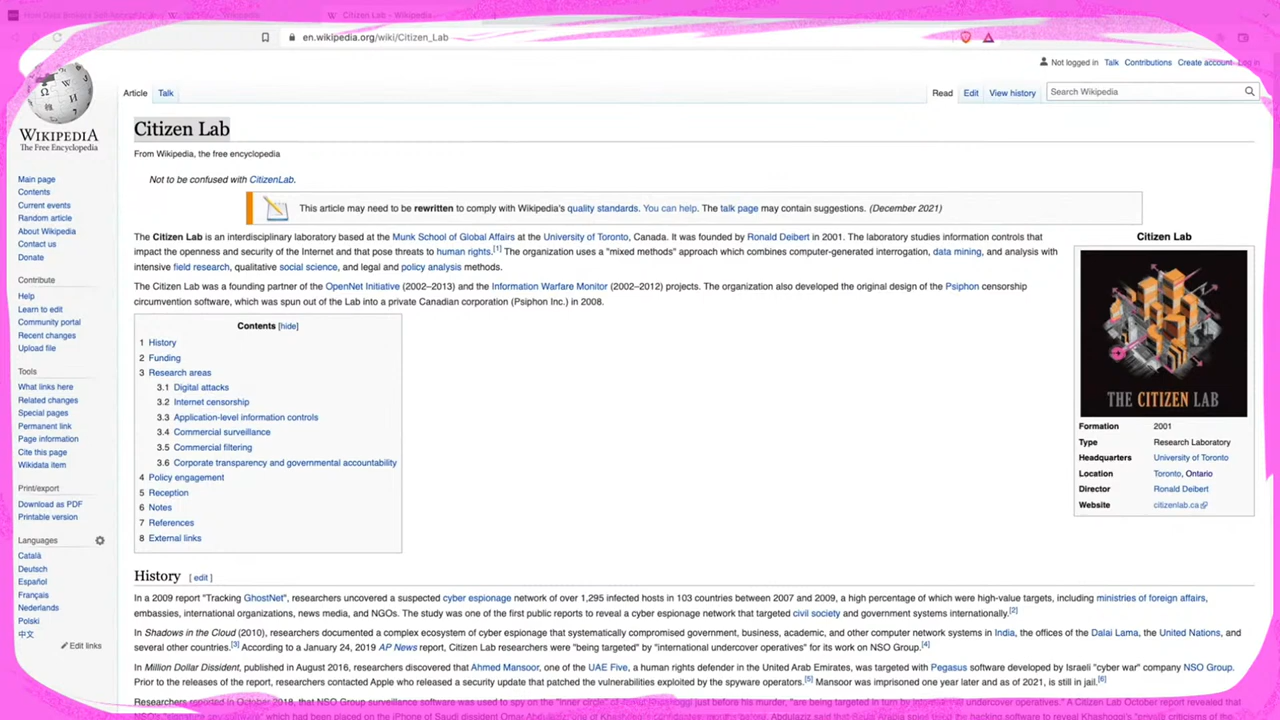 Citizen Lab – Wikipedia
en.wikipedia.org/wiki/Citizen_Lab
Not logged in Talk Contributions Create account Log in
Article Talk Read Edit View history Search Wikipedia
WIKIPEDIA
The Free Encyclopedia
Main page
Contents
Current events
Random article
About Wikipedia
Contact us
Donate
Contribute
Help
Learn to edit
Community portal
Recent changes
Upload file
Tools
What links here
Related changes
Special pages
Permanent link
Page information
Cite this page
Wikidata item
Print/export
Download as PDF
Printable version
Languages
Català
Deutsch
Español
Français
Nederlands
Polski
中文
Edit links
Citizen Lab
From Wikipedia, the free encyclopedia
Not to be confused with CitizenLab.
This article may need to be rewritten to comply with Wikipedia's quality standards. You can help. The talk page may contain suggestions. (December 2021)
The Citizen Lab is an interdisciplinary laboratory based at the Munk School of Global Affairs at the University of Toronto, Canada. It was founded by Ronald Deibert in 2001. The laboratory studies information controls
that impact the openness and security of the Internet and that pose threats to human rights.[1] The organization uses a "mixed methods" approach which combines computer-generated interrogation, data mining, and analysis with
intensive field research, qualitative social science, and legal and policy analysis methods.
The Citizen Lab was a founding partner of the OpenNet Initiative (2002–2013) and the Information Warfare Monitor (2002–2012) projects. The organization also developed the original design of the Psiphon censorship
circumvention software, which was spun out of the Lab into a private Canadian corporation (Psiphon Inc.) in 2008.
Contents [hide]
1 History
2 Funding
3 Research areas
3.1 Digital attacks
3.2 Internet censorship
3.3 Application-level information controls
3.4 Commercial surveillance
3.5 Commercial filtering
3.6 Corporate transparency and governmental accountability
4 Policy engagement
5 Reception
6 Notes
7 References
8 External links
Citizen Lab
THE CITIZEN LAB
Formation 2001
Type Research Laboratory
Headquarters University of Toronto
Location Toronto, Ontario
Director Ronald Deibert
Website citizenlab.ca
History [ edit ]
In a 2009 report "Tracking GhostNet", researchers uncovered a suspected cyber espionage network of over 1,295 infected hosts in 103 countries between 2007 and 2009, a high percentage of which were high-value targets, including ministries of foreign affairs,
embassies, international organizations, news media, and NGOs. The study was one of the first public reports to reveal a cyber espionage network that targeted civil society and government systems internationally.[2]
In Shadows in the Cloud (2010), researchers documented a complex ecosystem of cyber espionage that systematically compromised government, business, academic, and other computer network systems in India, the offices of the Dalai Lama, the United Nations, and
several other countries.[3] According to a January 24, 2019 AP News report, Citizen Lab researchers were "being targeted" by "international undercover operatives" for its work on NSO Group.[4]
In Million Dollar Dissident, published in August 2016, researchers discovered that Ahmed Mansoor, one of the UAE Five, a human rights defender in the United Arab Emirates, was targeted with Pegasus software developed by Israeli "cyber war" company NSO Group.
Prior to the releases of the report, researchers contacted Apple who released a security update that patched the vulnerabilities exploited by the spyware operators.[5] Mansoor was imprisoned one year later and as of 2021, is still in jail.[6]
Researchers reported in October 2018, that NSO Group surveillance software was used to spy on the "inner circle" of